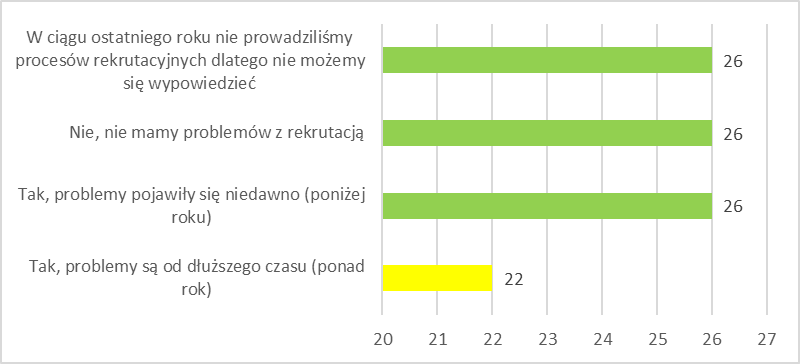 W ciągu ostatniego roku nie prowadziliśmy
procesów rekrutacyjnych dlatego nie możemy
się wypowiedzieć
26
Nie, nie mamy problemów z rekrutacją
26
Tak, problemy pojawiły się niedawno (poniżej
roku)
26
Tak, problemy są od dłuższego czasu (ponad
rok)
22
20 21 22 23 24 25 26 27